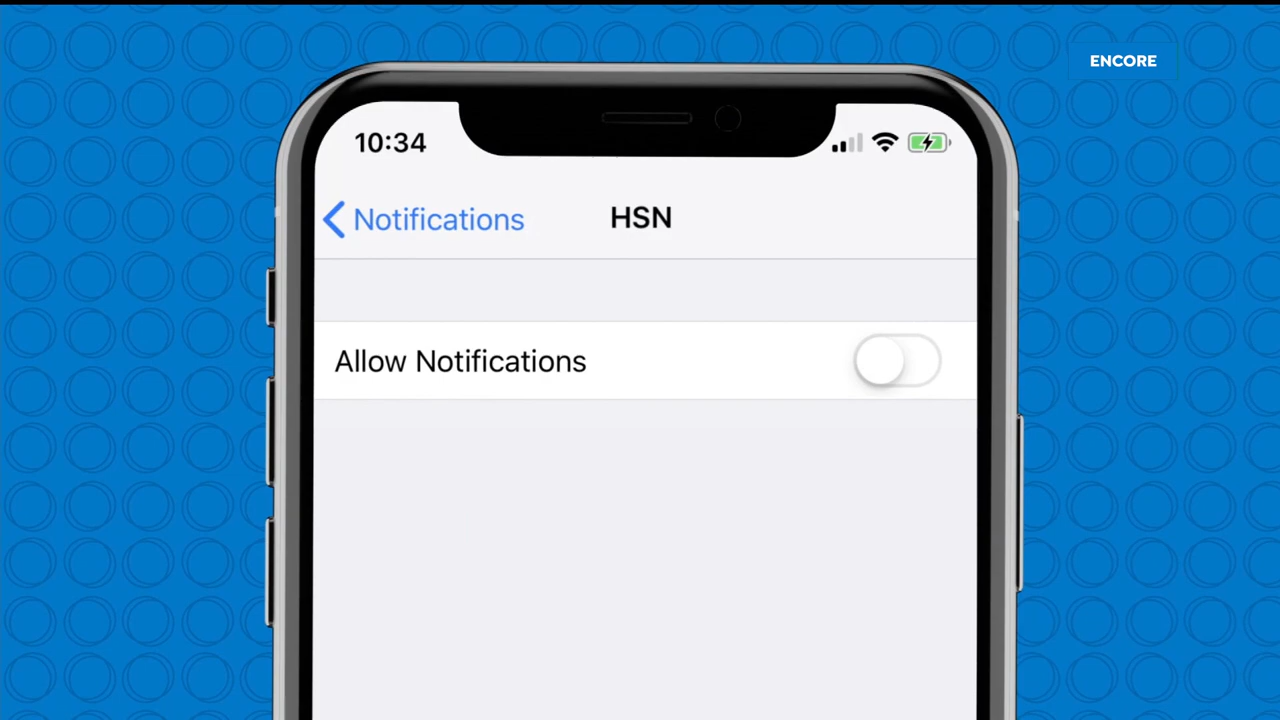 ENCORE
10:34
Notifications
HSN
Allow Notifications